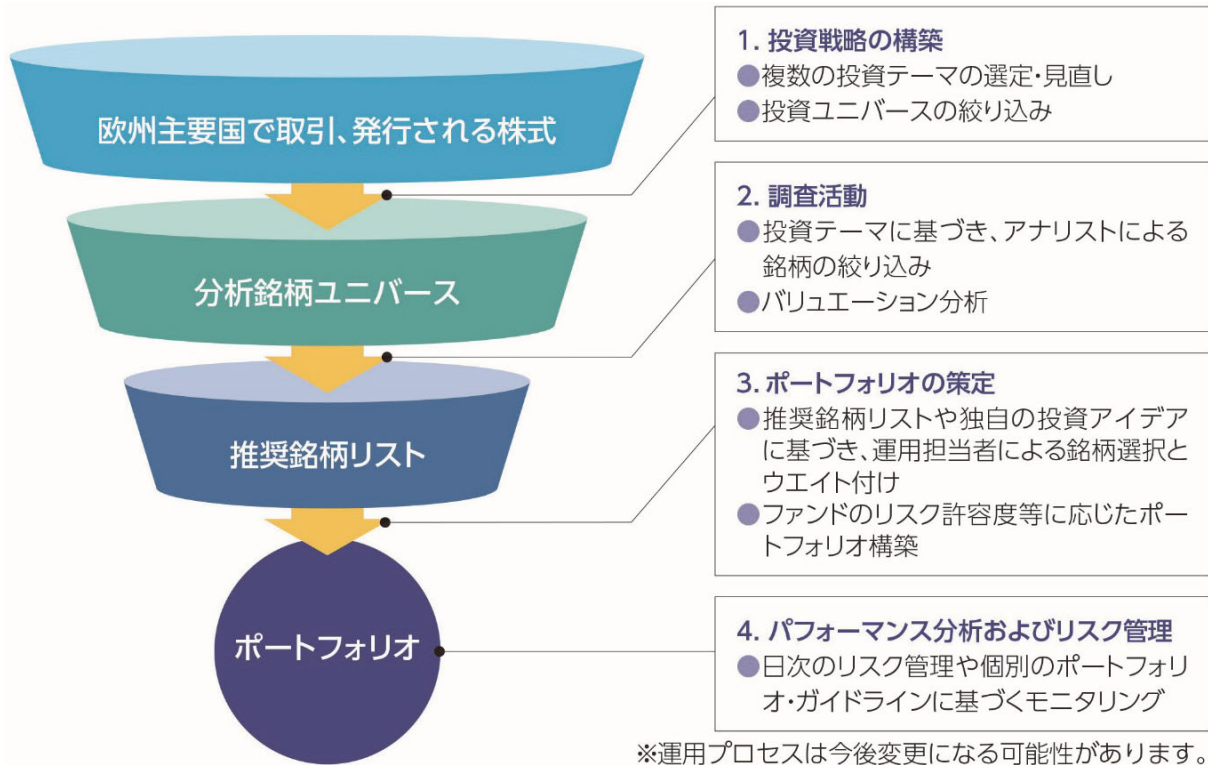 欧州主要国で取引、発行される株式
分析銘柄ユニバース
推奨銘柄リスト
ポートフォリオ
1. 投資戦略の構築
●複数の投資テーマの選定・見直し
●投資ユニバースの絞り込み
2. 調査活動
●投資テーマに基づき、アナリストによる
銘柄の絞り込み
●バリュエーション分析
3. ポートフォリオの策定
●推奨銘柄リストや独自の投資アイデア
に基づき、運用担当者による銘柄選択と
ウエイト付け
●ファンドのリスク許容度等に応じたポー
トフォリオ構築
4. パフォーマンス分析およびリスク管理
●日次のリスク管理や個別のポートフォリ
オ・ガイドラインに基づくモニタリング
※運用プロセスは今後変更になる可能性があります。